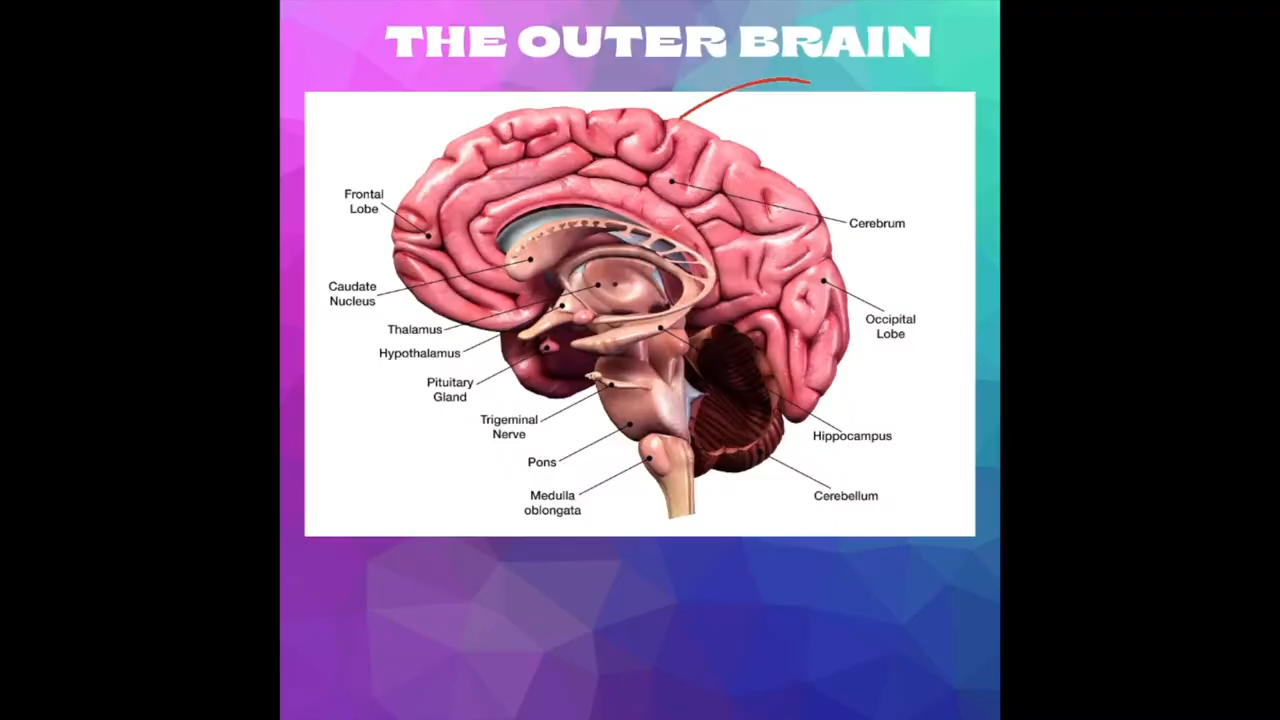 THE OUTER BRAIN
Frontal
Lobe
Cerebrum
Caudate
Nucleus
Occipital
Lobe
Thalamus
Hypothalamus
Pituitary
Gland
Trigeminal
Nerve
Hippocampus
Pons
Medulla
oblongata
Cerebellum